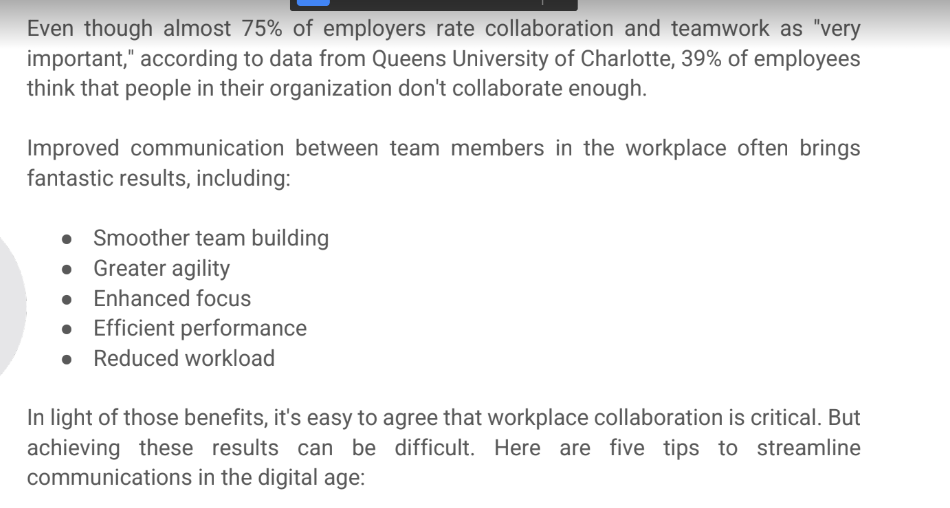 Even though almost 75% of employers rate collaboration and teamwork as "very
important," according to data from Queens University of Charlotte, 39% of employees
think that people in their organization don't collaborate enough.
Improved communication between team members in the workplace often brings
fantastic results, including:
● Smoother team building
● Greater agility
● Enhanced focus
● Efficient performance
● Reduced workload
In light of those benefits, it's easy to agree that workplace collaboration is critical. But
achieving these results can be difficult. Here are five tips to streamline
communications in the digital age: